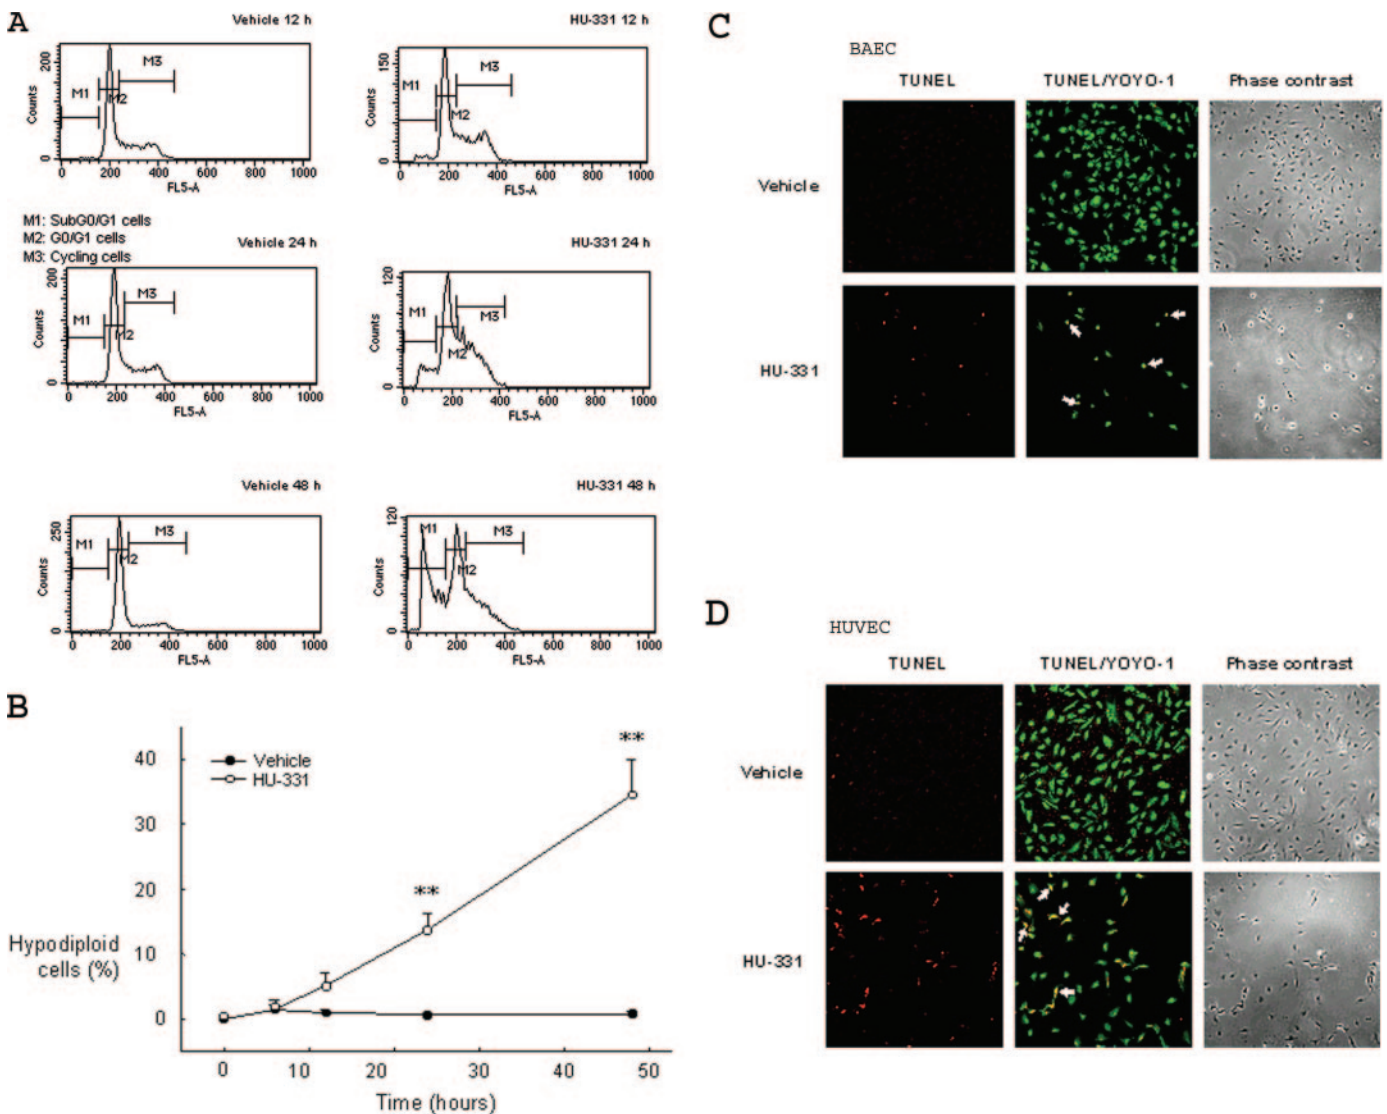 A
Vehicle 12 h
200
0
Counts
M1
M2
M3
0 200 400 600 800 1000
FL5-A
HU-331 12 h
150
0
Counts
M1
M2
M3
0 200 400 600 800 1000
FL5-A
M1: SubG0/G1 cells
M2: G0/G1 cells
M3: Cycling cells
Vehicle 24 h
200
0
Counts
M1
M2
M3
0 200 400 600 800 1000
FL5-A
HU-331 24 h
120
0
Counts
M1
M2
M3
0 200 400 600 800 1000
FL5-A
Vehicle 48 h
250
0
Counts
M1
M2
M3
0 200 400 600 800 1000
FL5-A
HU-331 48 h
120
0
Counts
M1
M2
M3
0 200 400 600 800 1000
FL5-A
B
Vehicle
HU-331
**
**
40
30
20
10
0
Hypodiploid
cells (%)
0 10 20 30 40 50
Time (hours)
C
BAEC
TUNEL TUNEL/YOYO-1 Phase contrast
Vehicle
HU-331
D
HUVEC
TUNEL TUNEL/YOYO-1 Phase contrast
Vehicle
HU-331